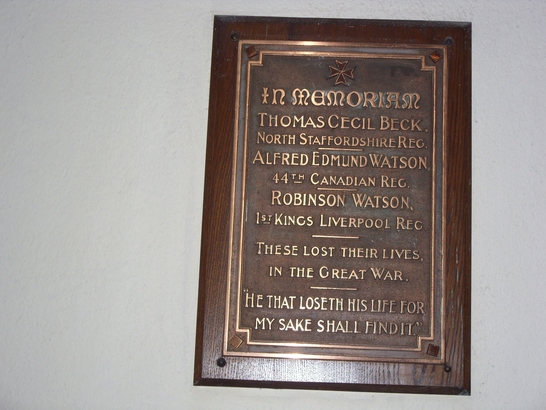 IN MEMORIAM
THOMAS CECIL BECK.
NORTH STAFFORDSHIRE REG.
ALFRED EDMUND WATSON,
44TH CANADIAN REG.
ROBINSON WATSON,
1ST KINGS LIVERPOOL REG
THESE LOST THEIR LIVES,
IN THE GREAT WAR.
"HE THAT LOSETH HIS LIFE FOR
MY SAKE SHALL FIND IT."